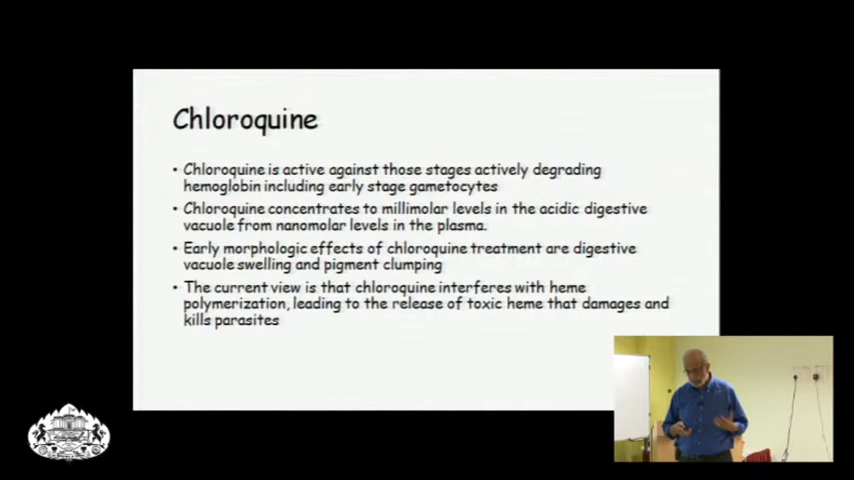 Chloroquine
• Chloroquine is active against those stages actively degrading
hemoglobin including early stage gametocytes
• Chloroquine concentrates to millimolar levels in the acidic digestive
vacuole from nanomolar levels in the plasma.
• Early morphologic effects of chloroquine treatment are digestive
vacuole swelling and pigment clumping
• The current view is that chloroquine interferes with heme
polymerization, leading to the release of toxic heme that damages and
kills parasites